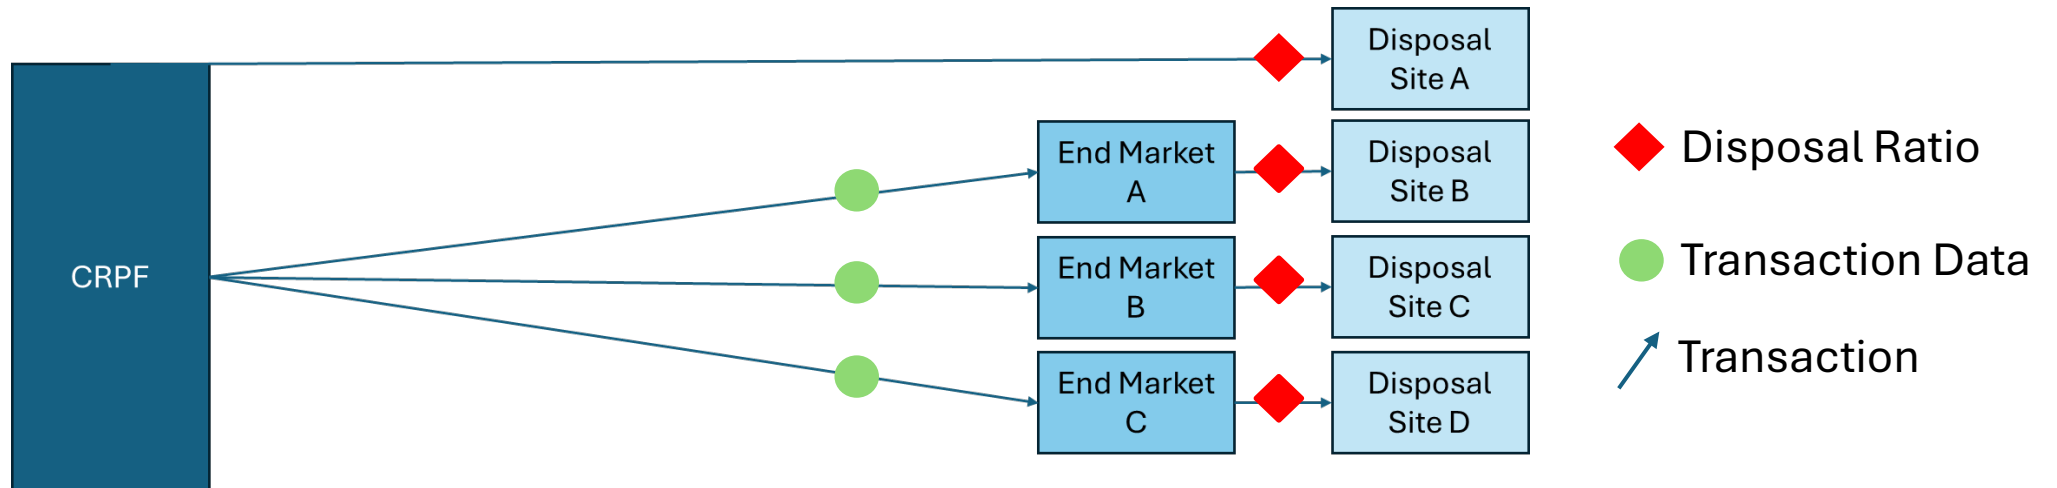 CRPF
Disposal
Site A
End Market
A
Disposal
Site B
End Market
B
Disposal
Site C
End Market
C
Disposal
Site D
Disposal Ratio
Transaction Data
Transaction